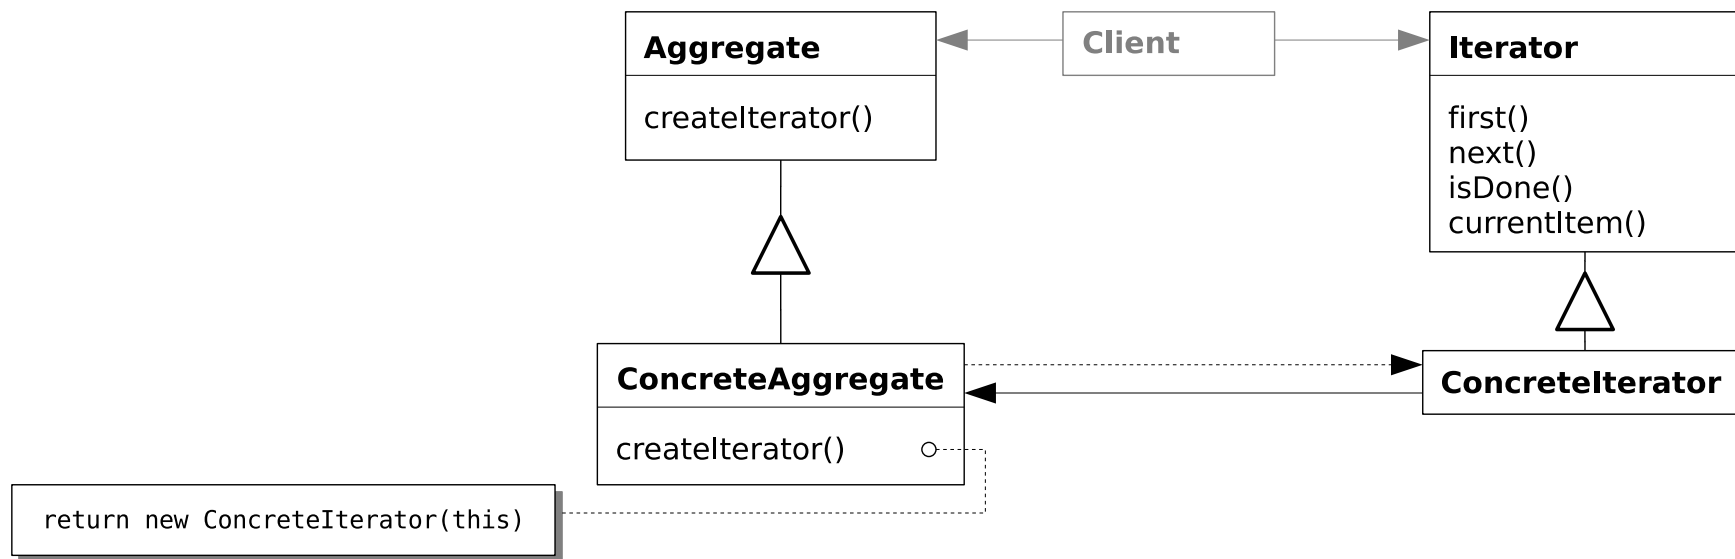 Aggregate
createIterator()
Client
Iterator
first()
next()
isDone()
currentItem()
ConcreteAggregate
createIterator()
ConcreteIterator
return new ConcreteIterator(this)